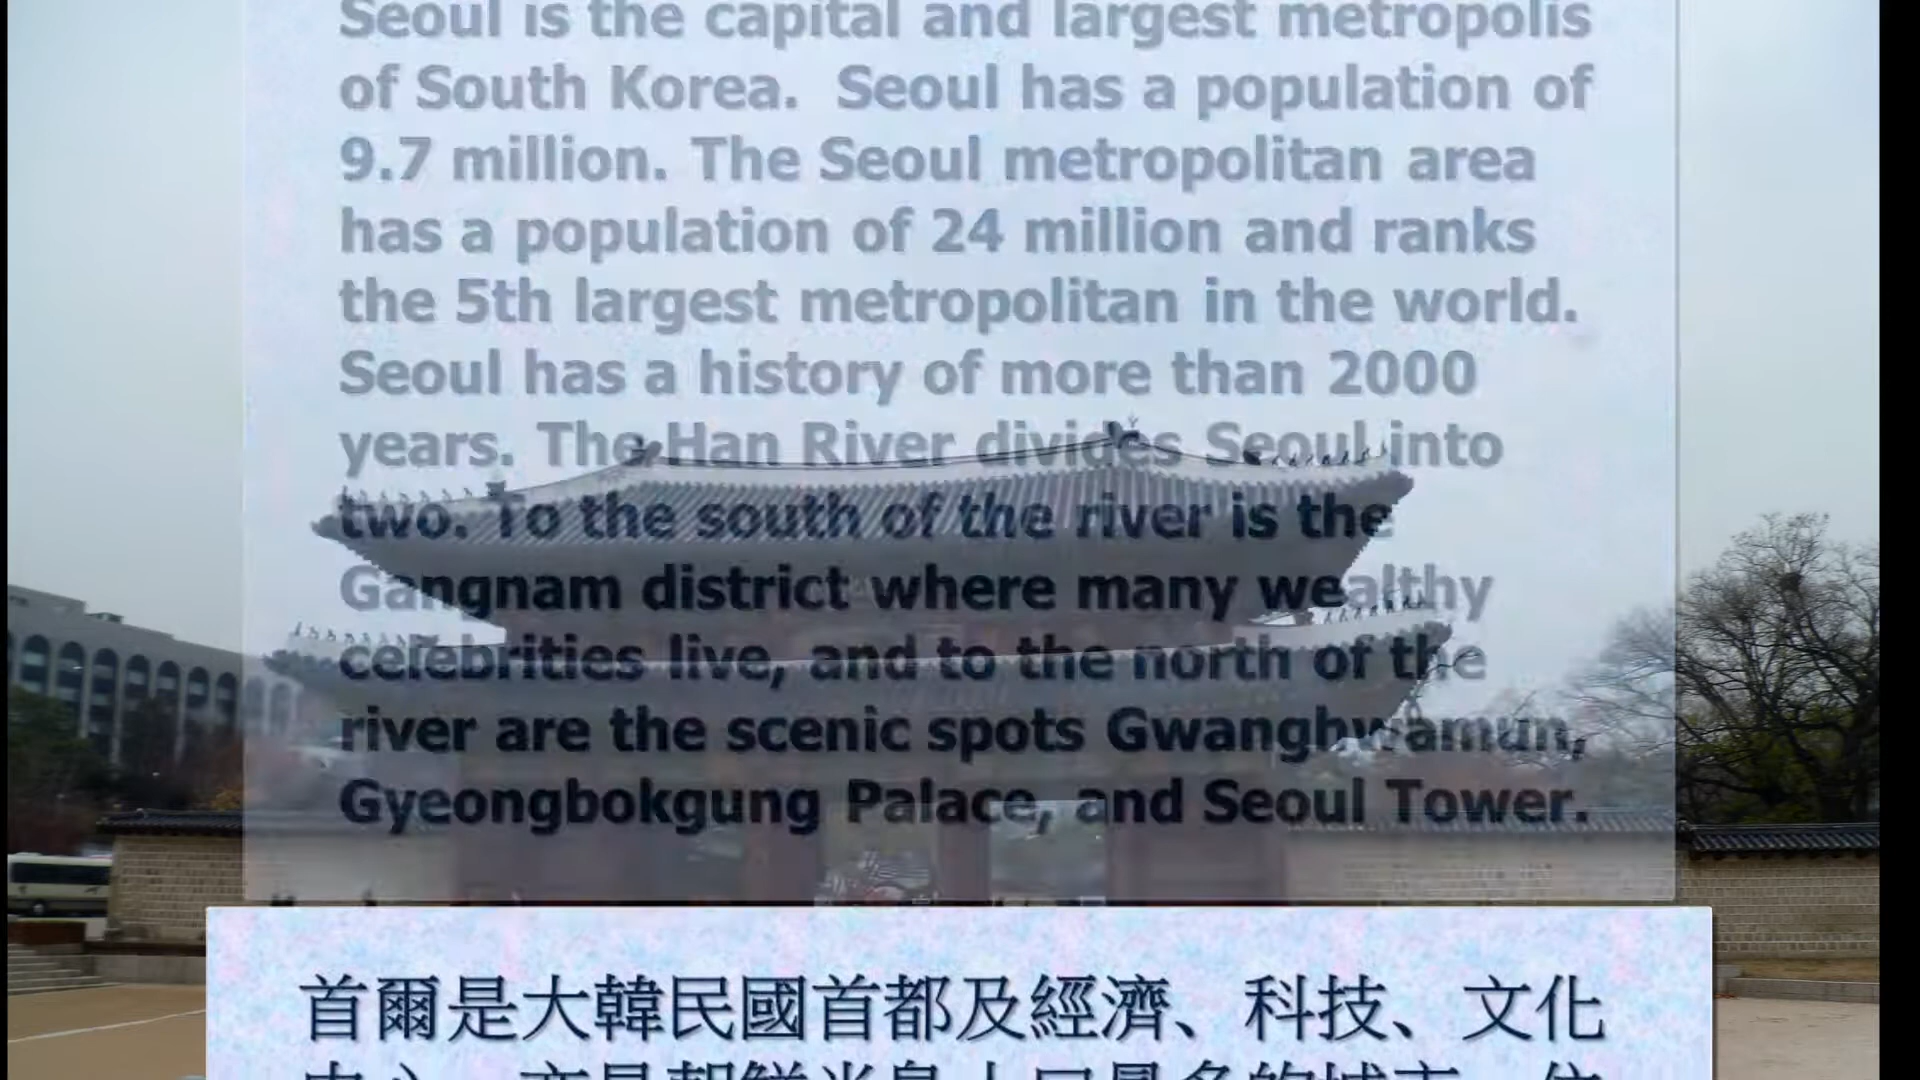 Seoul is the capital and largest metropolis
of South Korea.  Seoul has a population of
9.7 million. The Seoul metropolitan area
has a population of 24 million and ranks
the 5th largest metropolitan in the world.
Seoul has a history of more than 2000
years. The Han River divides Seoul into
two. To the south of the river is the
Gangnam district where many wealthy
celebrities live, and to the north of the
river are the scenic spots Gwanghwamun,
Gyeongbokgung Palace, and Seoul Tower.
首爾是大韓民國首都及經濟、科技、文化